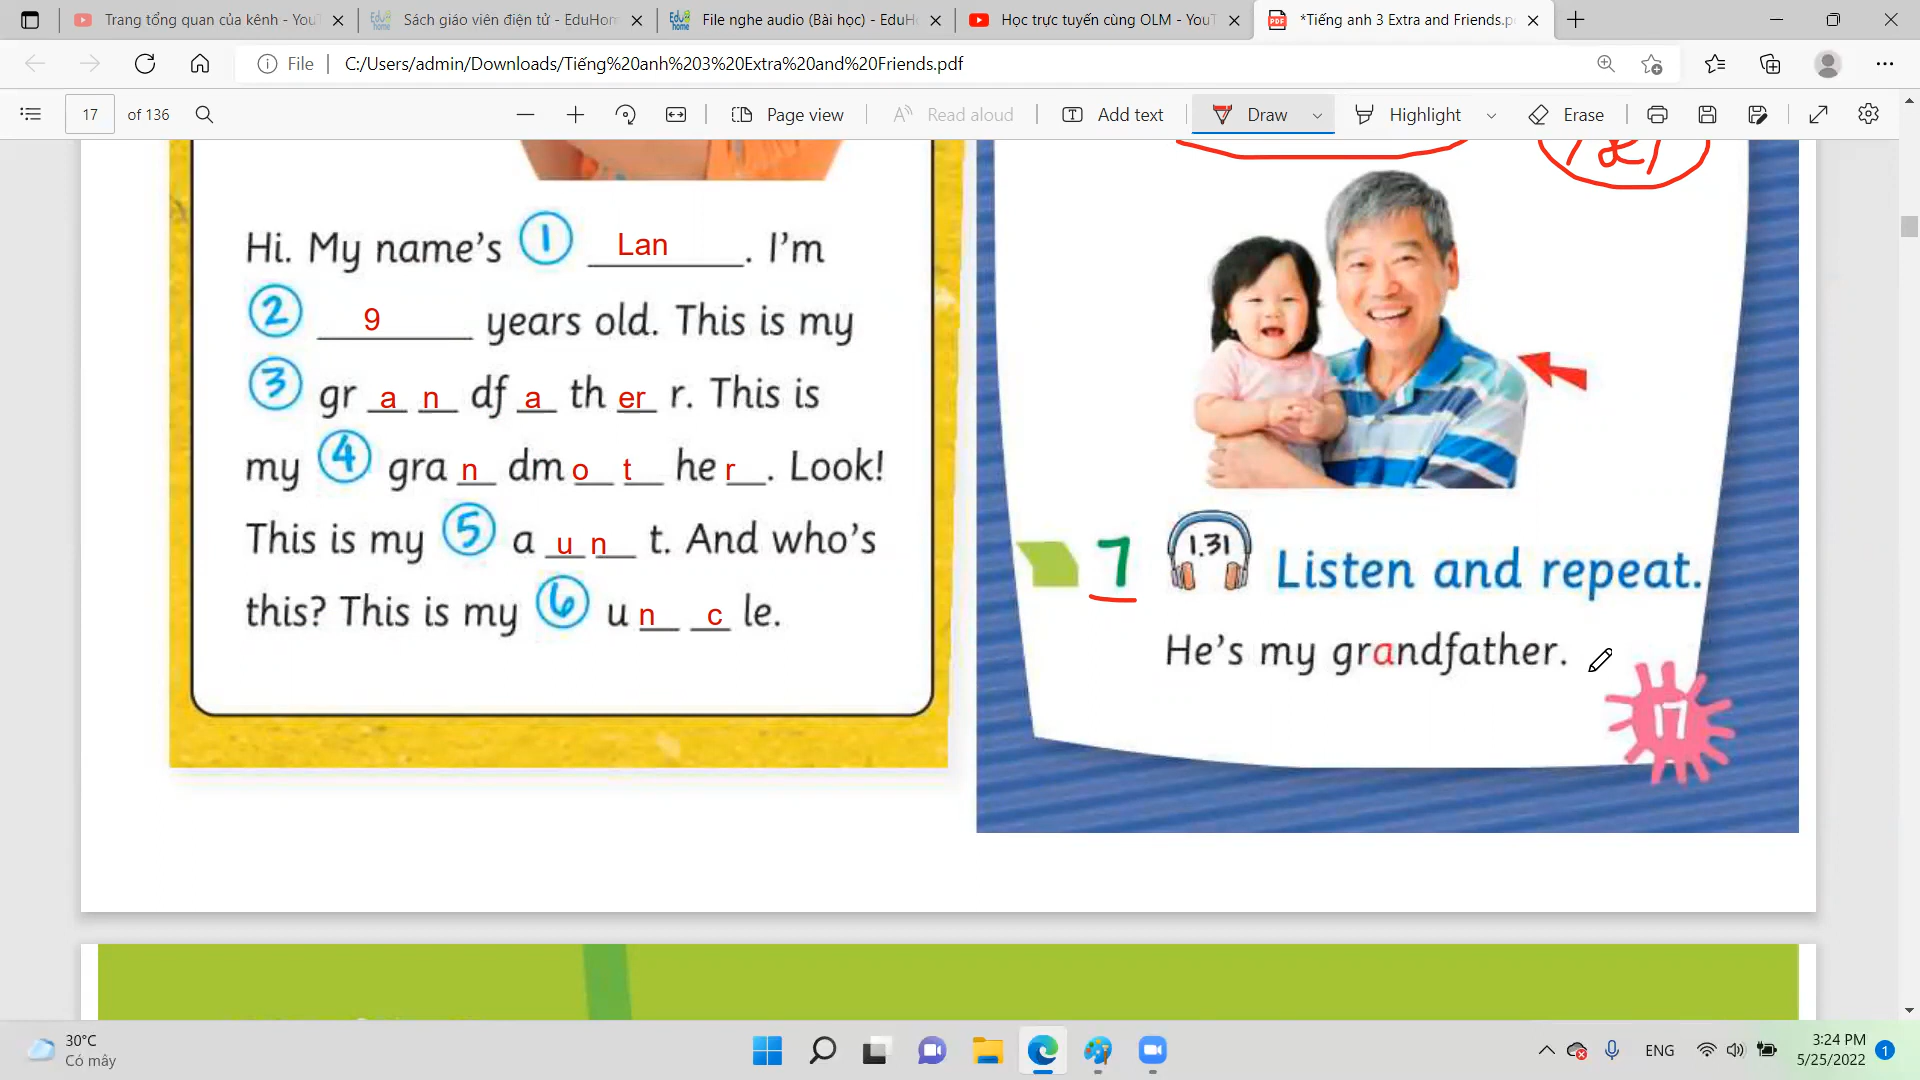 Trang tổng quan của kênh - YouT
Sách giáo viên điện tử - EduHom
File nghe audio (Bài học) - EduH
Học trực tuyến cùng OLM - YouT
*Tiếng anh 3 Extra and Friends.p
File
C:/Users/admin/Downloads/Tiếng%20anh%203%20Extra%20and%20Friends.pdf
17 of 136
Page view
Read aloud
Add text
Draw
Highlight
Erase
/æ/
Hi. My name's 1 Lan. I'm
2 9 years old. This is my
3 gr a n df a th er r. This is
my 4 gra n dm o t he r. Look!
This is my 5 a u n t. And who's
this? This is my 6 u n c le.
7 1.31 Listen and repeat.
He's my grandfather.
17
30°C
Có mây
ENG
3:24 PM
5/25/2022
1